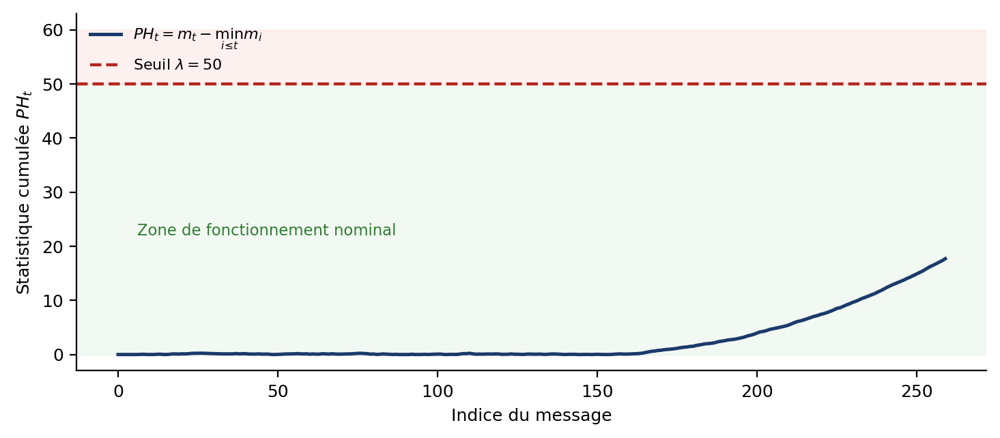 PH_t = m_t − min m_i
i≤t
Seuil λ = 50
Statistique cumulée PH_t
60
50
40
30
20
10
0
Zone de fonctionnement nominal
0 50 100 150 200 250
Indice du message